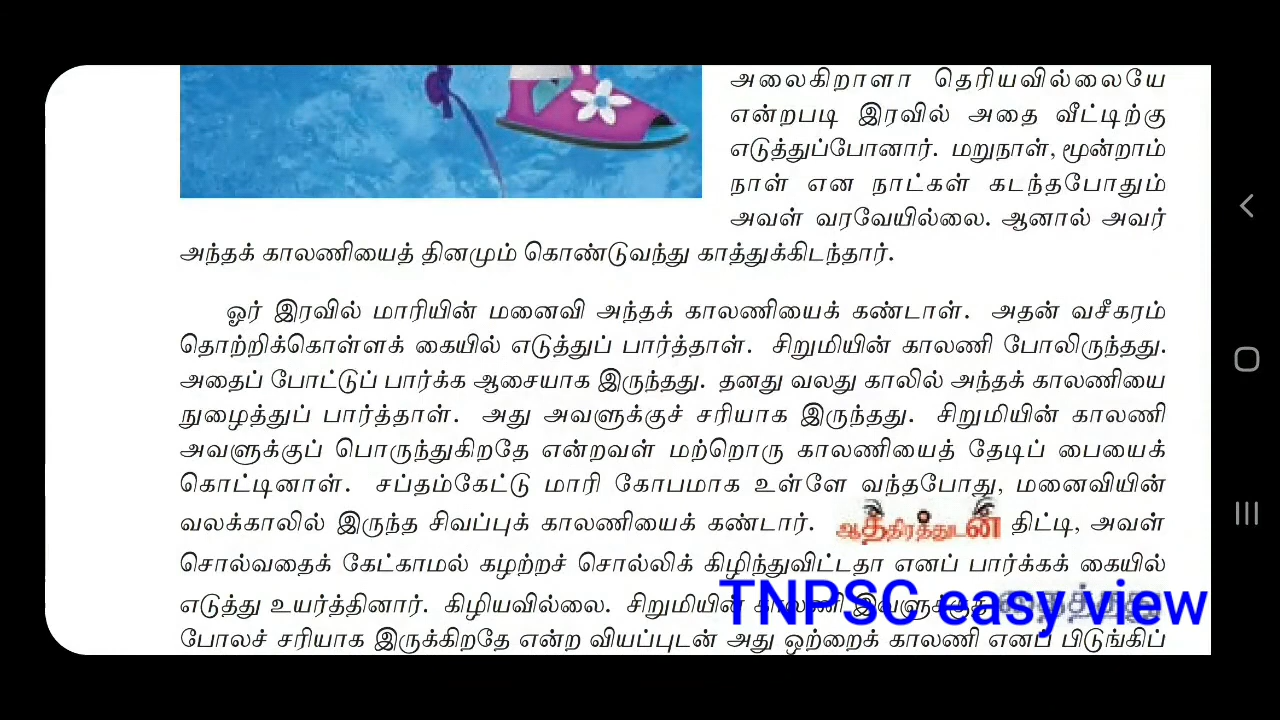 அலைகிறாளா தெரியவில்லையே
என்றபடி இரவில் அதை வீட்டிற்கு
எடுத்துப்போனார். மறுநாள், மூன்றாம்
நாள் என நாட்கள் கடந்தபோதும்
அவள் வரவேயில்லை. ஆனால் அவர்
அந்தக் காலணியைத் தினமும் கொண்டுவந்து காத்துக்கிடந்தார்.
ஓர் இரவில் மாரியின் மனைவி அந்தக் காலணியைக் கண்டாள். அதன் வசீகரம்
தொற்றிக்கொள்ளக் கையில் எடுத்துப் பார்த்தாள். சிறுமியின் காலணி போலிருந்தது.
அதைப் போட்டுப் பார்க்க ஆசையாக இருந்தது. தனது வலது காலில் அந்தக் காலணியை
நுழைத்துப் பார்த்தாள். அது அவளுக்குச் சரியாக இருந்தது. சிறுமியின் காலணி
அவளுக்குப் பொருந்துகிறதே என்றவள் மற்றொரு காலணியைத் தேடிப் பையைக்
கொட்டினாள். சப்தம்கேட்டு மாரி கோபமாக உள்ளே வந்தபோது, மனைவியின்
வலக்காலில் இருந்த சிவப்புக் காலணியைக் கண்டார். ஆத்திரத்துடன் திட்டி, அவள்
சொல்வதைக் கேட்காமல் கழற்றச் சொல்லிக் கிழிந்துவிட்டதா எனப் பார்க்கக் கையில்
எடுத்து உயர்த்தினார். கிழியவில்லை. சிறுமியின் காலணி இவளுக்குத்
TNPSC easy view
போலச் சரியாக இருக்கிறதே என்ற வியப்புடன் அது ஒற்றைக் காலணி எனப் பிடுங்கிப்